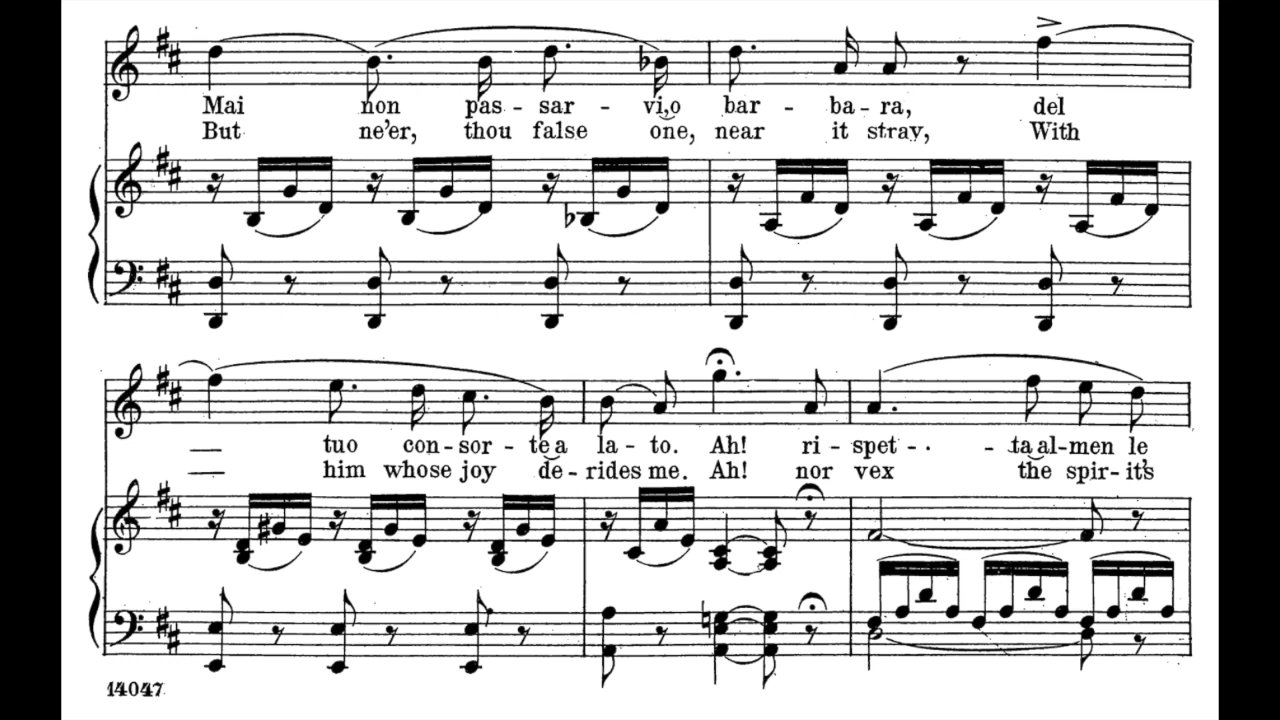 Mai non pas - sar - vi,o bar - ba - ra, del
But ne'er, thou false one, near it stray, With
tuo con - sor - te a la - to. Ah! ri - spet - - ta al - men le
him whose joy de - rides me. Ah! nor vex the spir - it's
14047